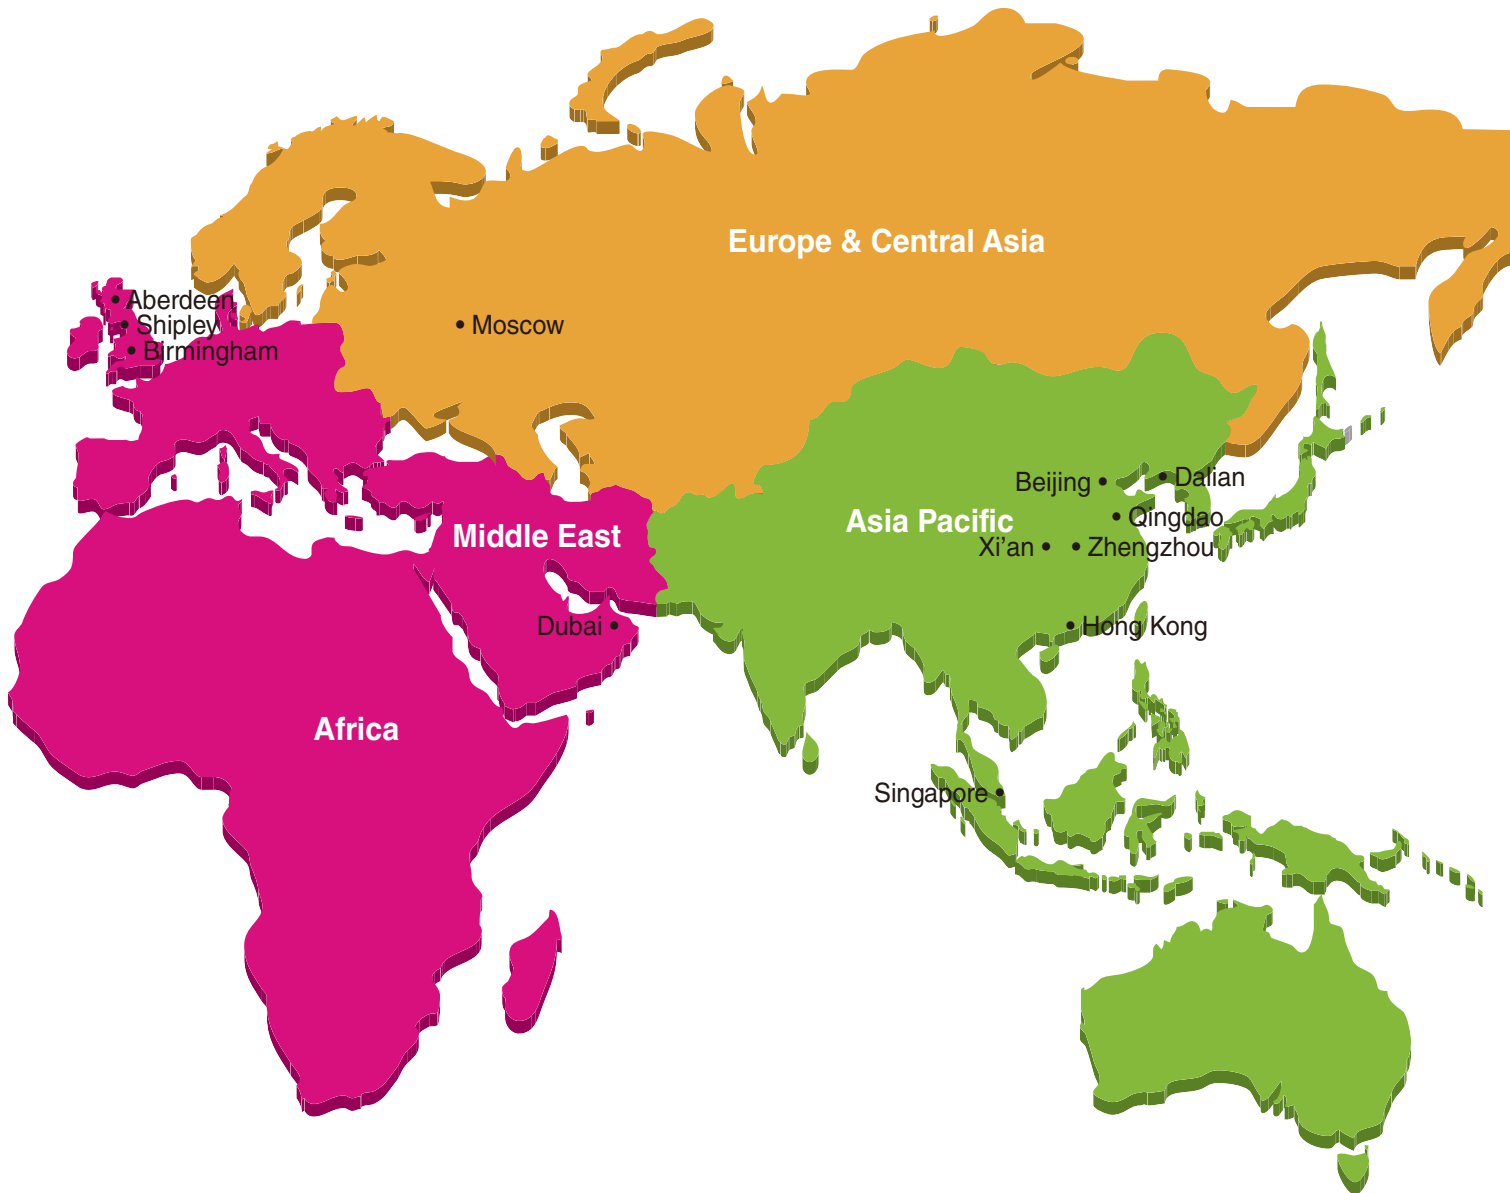 Europe & Central Asia
Aberdeen
Shipley
Moscow
Birmingham
Beijing
Dalian
Asia Pacific
Qingdao
Middle East
Xi'an
Zhengzhou
Dubai
Hong Kong
Africa
Singapore